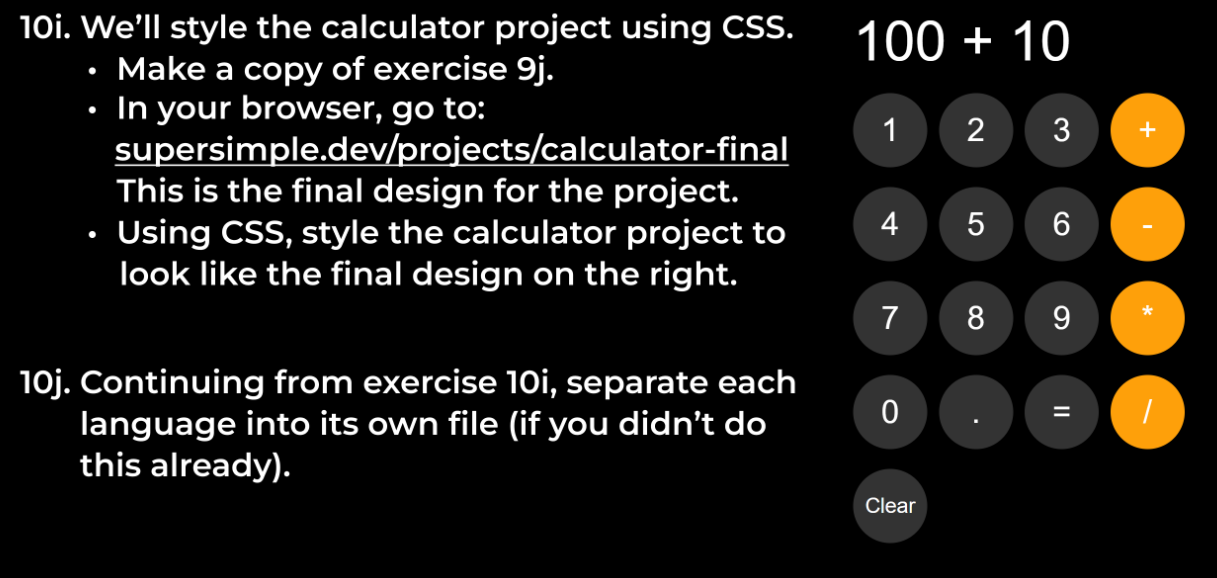 10i. We’ll style the calculator project using CSS.
• Make a copy of exercise 9j.
• In your browser, go to:
supersimple.dev/projects/calculator-final
This is the final design for the project.
• Using CSS, style the calculator project to
look like the final design on the right.
10j. Continuing from exercise 10i, separate each
language into its own file (if you didn’t do
this already).
100 + 10
1 2 3 +
4 5 6 -
7 8 9 *
0 . = /
Clear